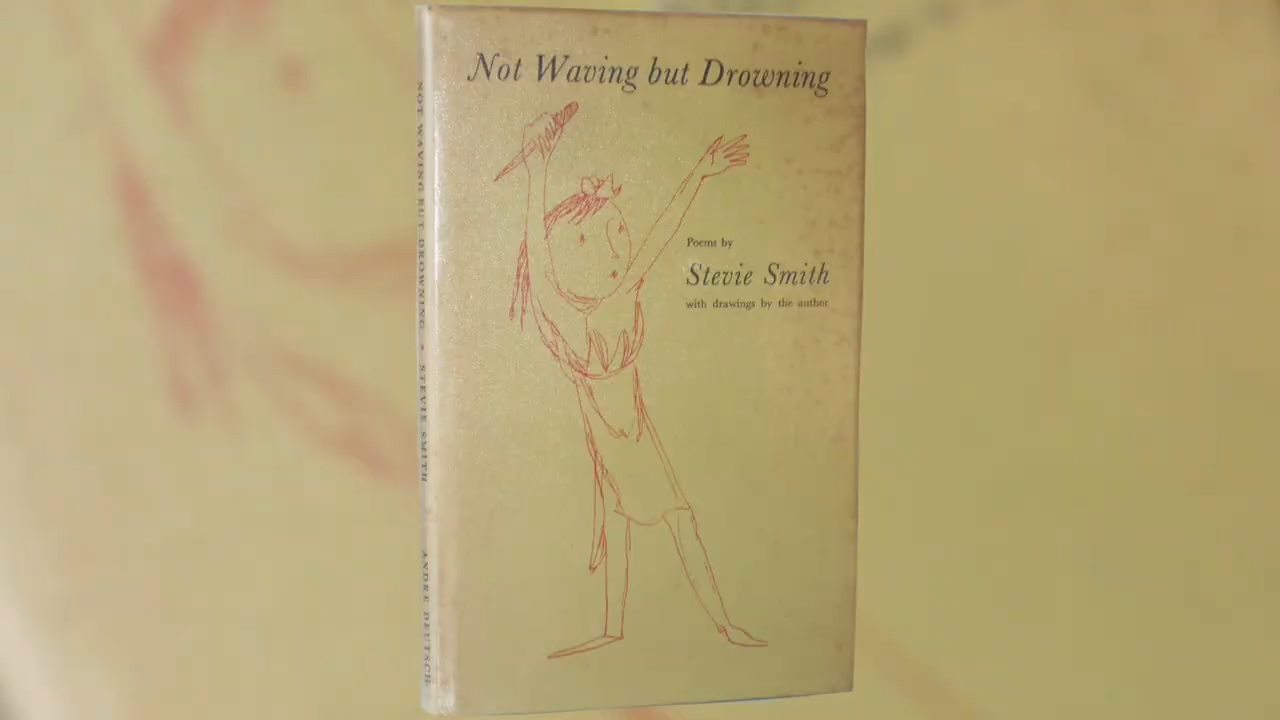 Not Waving but Drowning
Poems by
Stevie Smith
with drawings by the author
NOT WAVING BUT DROWNING * STEVIE SMITH ANDRE DEUTSCH